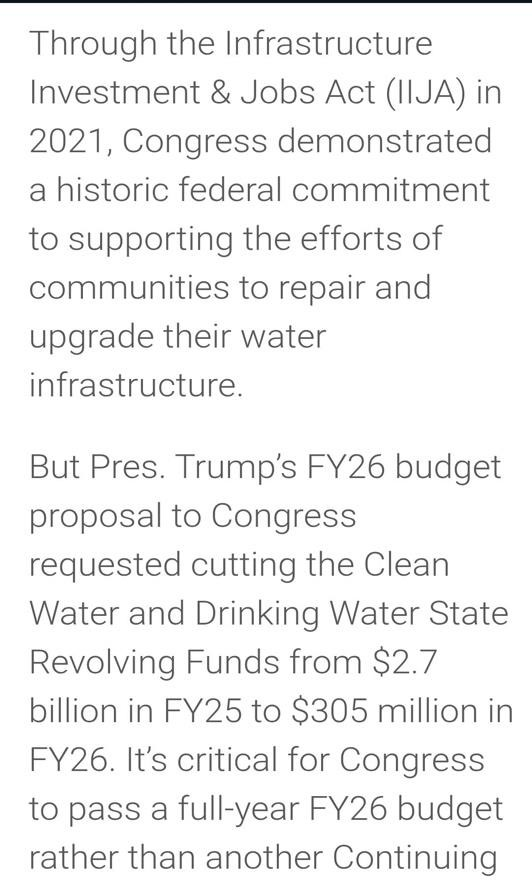 Through the Infrastructure
Investment & Jobs Act (IIJA) in
2021, Congress demonstrated
a historic federal commitment
to supporting the efforts of
communities to repair and
upgrade their water
infrastructure.
But Pres. Trump’s FY26 budget
proposal to Congress
requested cutting the Clean
Water and Drinking Water State
Revolving Funds from $2.7
billion in FY25 to $305 million in
FY26. It’s critical for Congress
to pass a full-year FY26 budget
rather than another Continuing